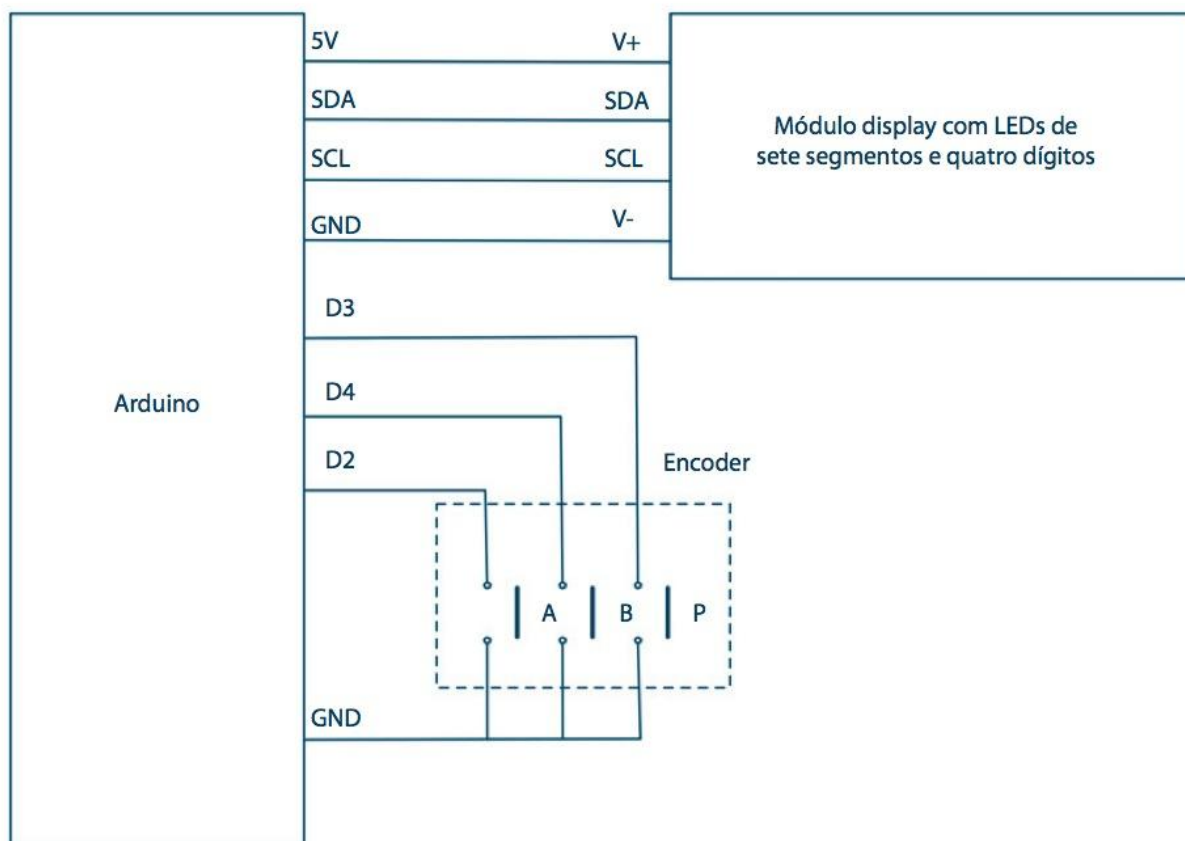 5V
V+
SDA
SDA
Módulo display com LEDs de
sete segmentos e quatro dígitos
SCL
SCL
GND
V-
D3
Arduino
D4
D2
Encoder
A
B
P
GND